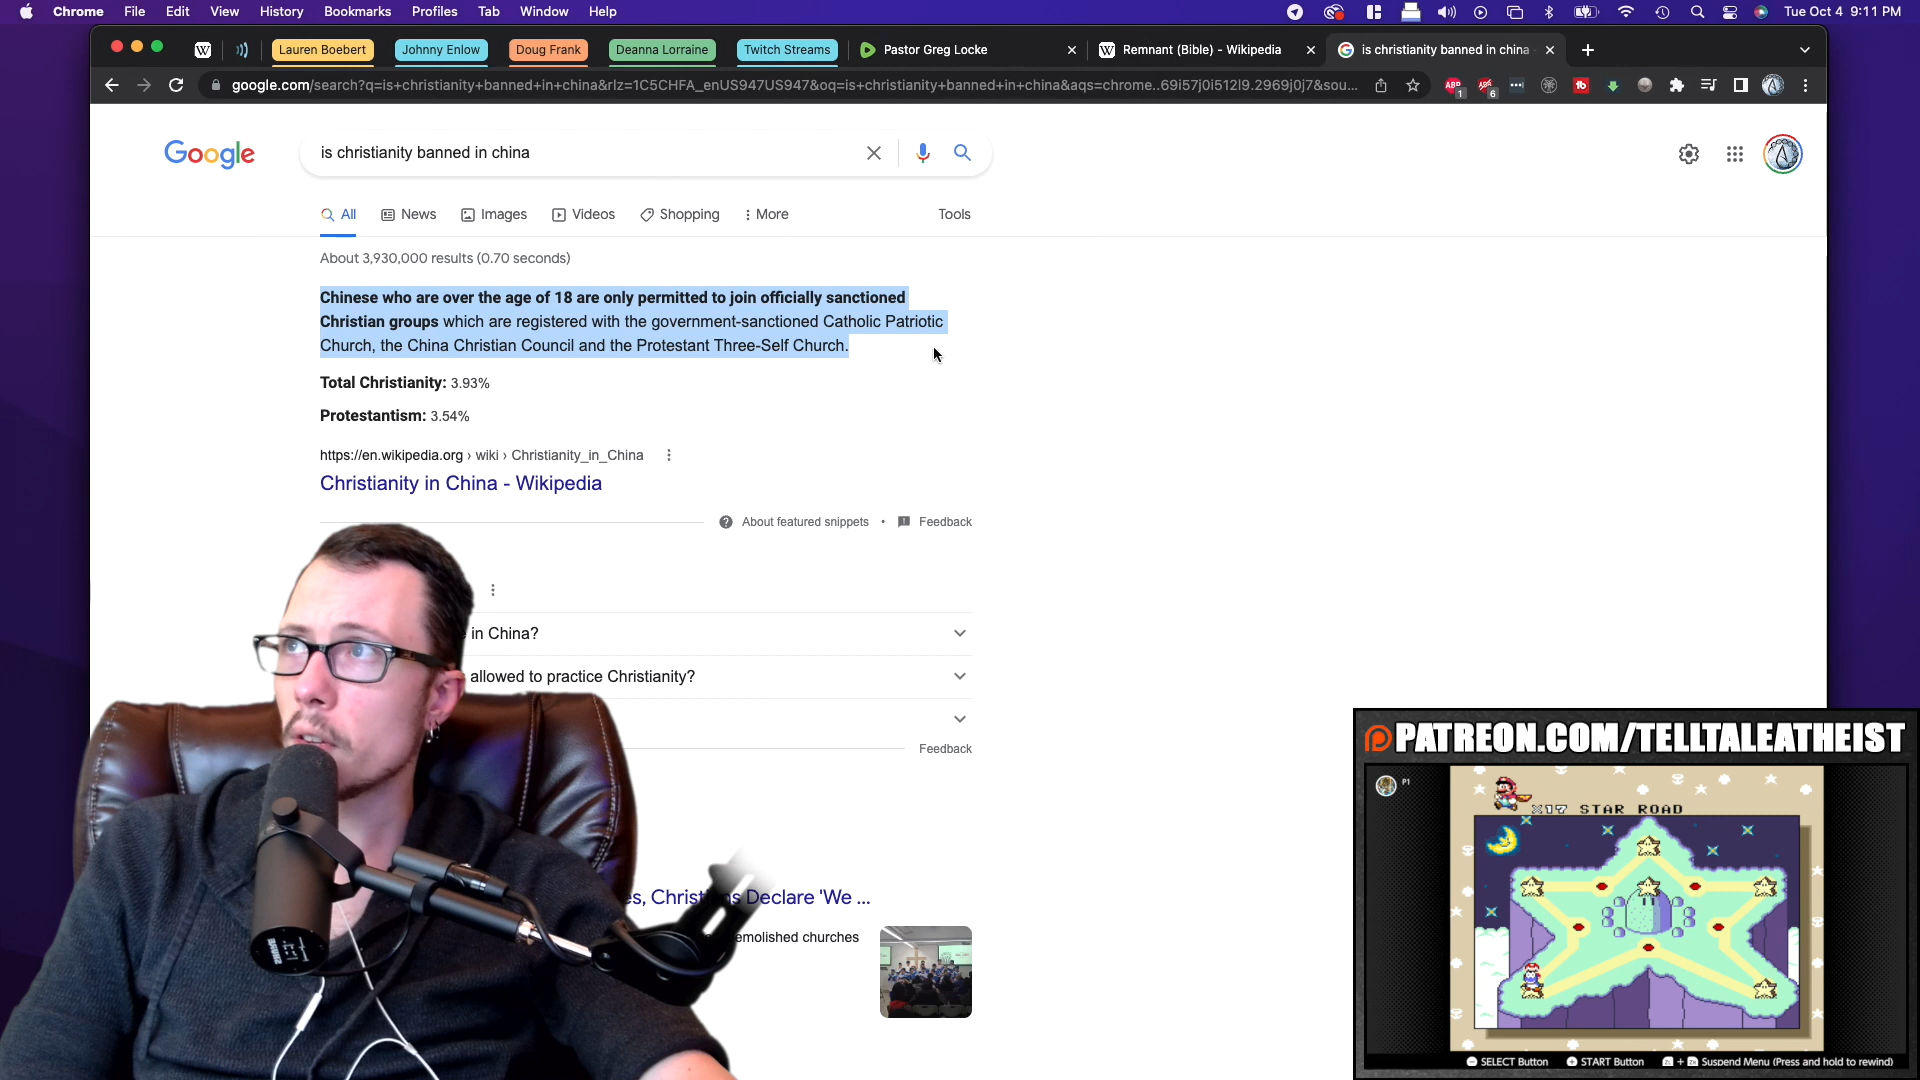 Chrome File Edit View History Bookmarks Profiles Tab Window Help Tue Oct 4 9:11 PM
Lauren Boebert Johnny Enlow Doug Frank Deanna Lorraine Twitch Streams Pastor Greg Locke Remnant (Bible) - Wikipedia is christianity banned in china
google.com/search?q=is+christianity+banned+in+china&rlz=1C5CHFA_enUS947US947&oq=is+christianity+banned+in+china&aqs=chrome..69i57j0i512l9.2969j0j7&sou...
Google
is christianity banned in china
All News Images Videos Shopping More Tools
About 3,930,000 results (0.70 seconds)
Chinese who are over the age of 18 are only permitted to join officially sanctioned
Christian groups which are registered with the government-sanctioned Catholic Patriotic
Church, the China Christian Council and the Protestant Three-Self Church.
Total Christianity: 3.93%
Protestantism: 3.54%
https://en.wikipedia.org › wiki › Christianity_in_China
Christianity in China - Wikipedia
About featured snippets • Feedback
in China?
allowed to practice Christianity?
Feedback
es, Christians Declare 'We ...
emolished churches
SHURE
PATREON.COM/TELLTALEATHEIST
P1
x17 STAR ROAD
SELECT Button START Button + Suspend Menu (Press and hold to rewind)